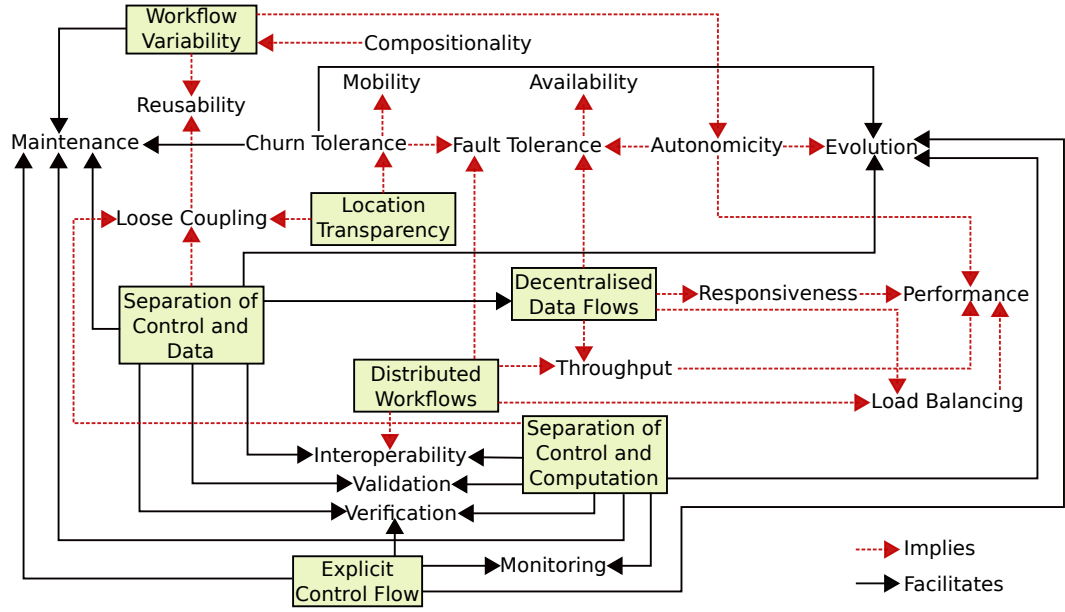 Workflow
Variability
Compositionality
Mobility
Availability
Reusability
Maintenance
Churn Tolerance
Fault Tolerance
Autonomicity
Evolution
Location
Transparency
Loose Coupling
Separation of
Control and
Data
Decentralised
Data Flows
Responsiveness
Performance
Distributed
Workflows
Throughput
Load Balancing
Separation of
Control and
Computation
Interoperability
Validation
Verification
Explicit
Control Flow
Monitoring
Implies
Facilitates